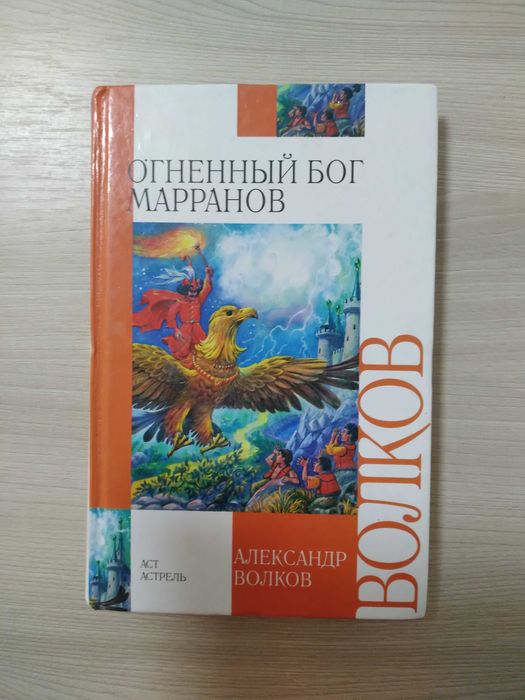 ОГНЕННЫЙ БОГ
МАРРАНОВ
ВОЛКОВ
АСТ
АСТРЕЛЬ
АЛЕКСАНДР
ВОЛКОВ